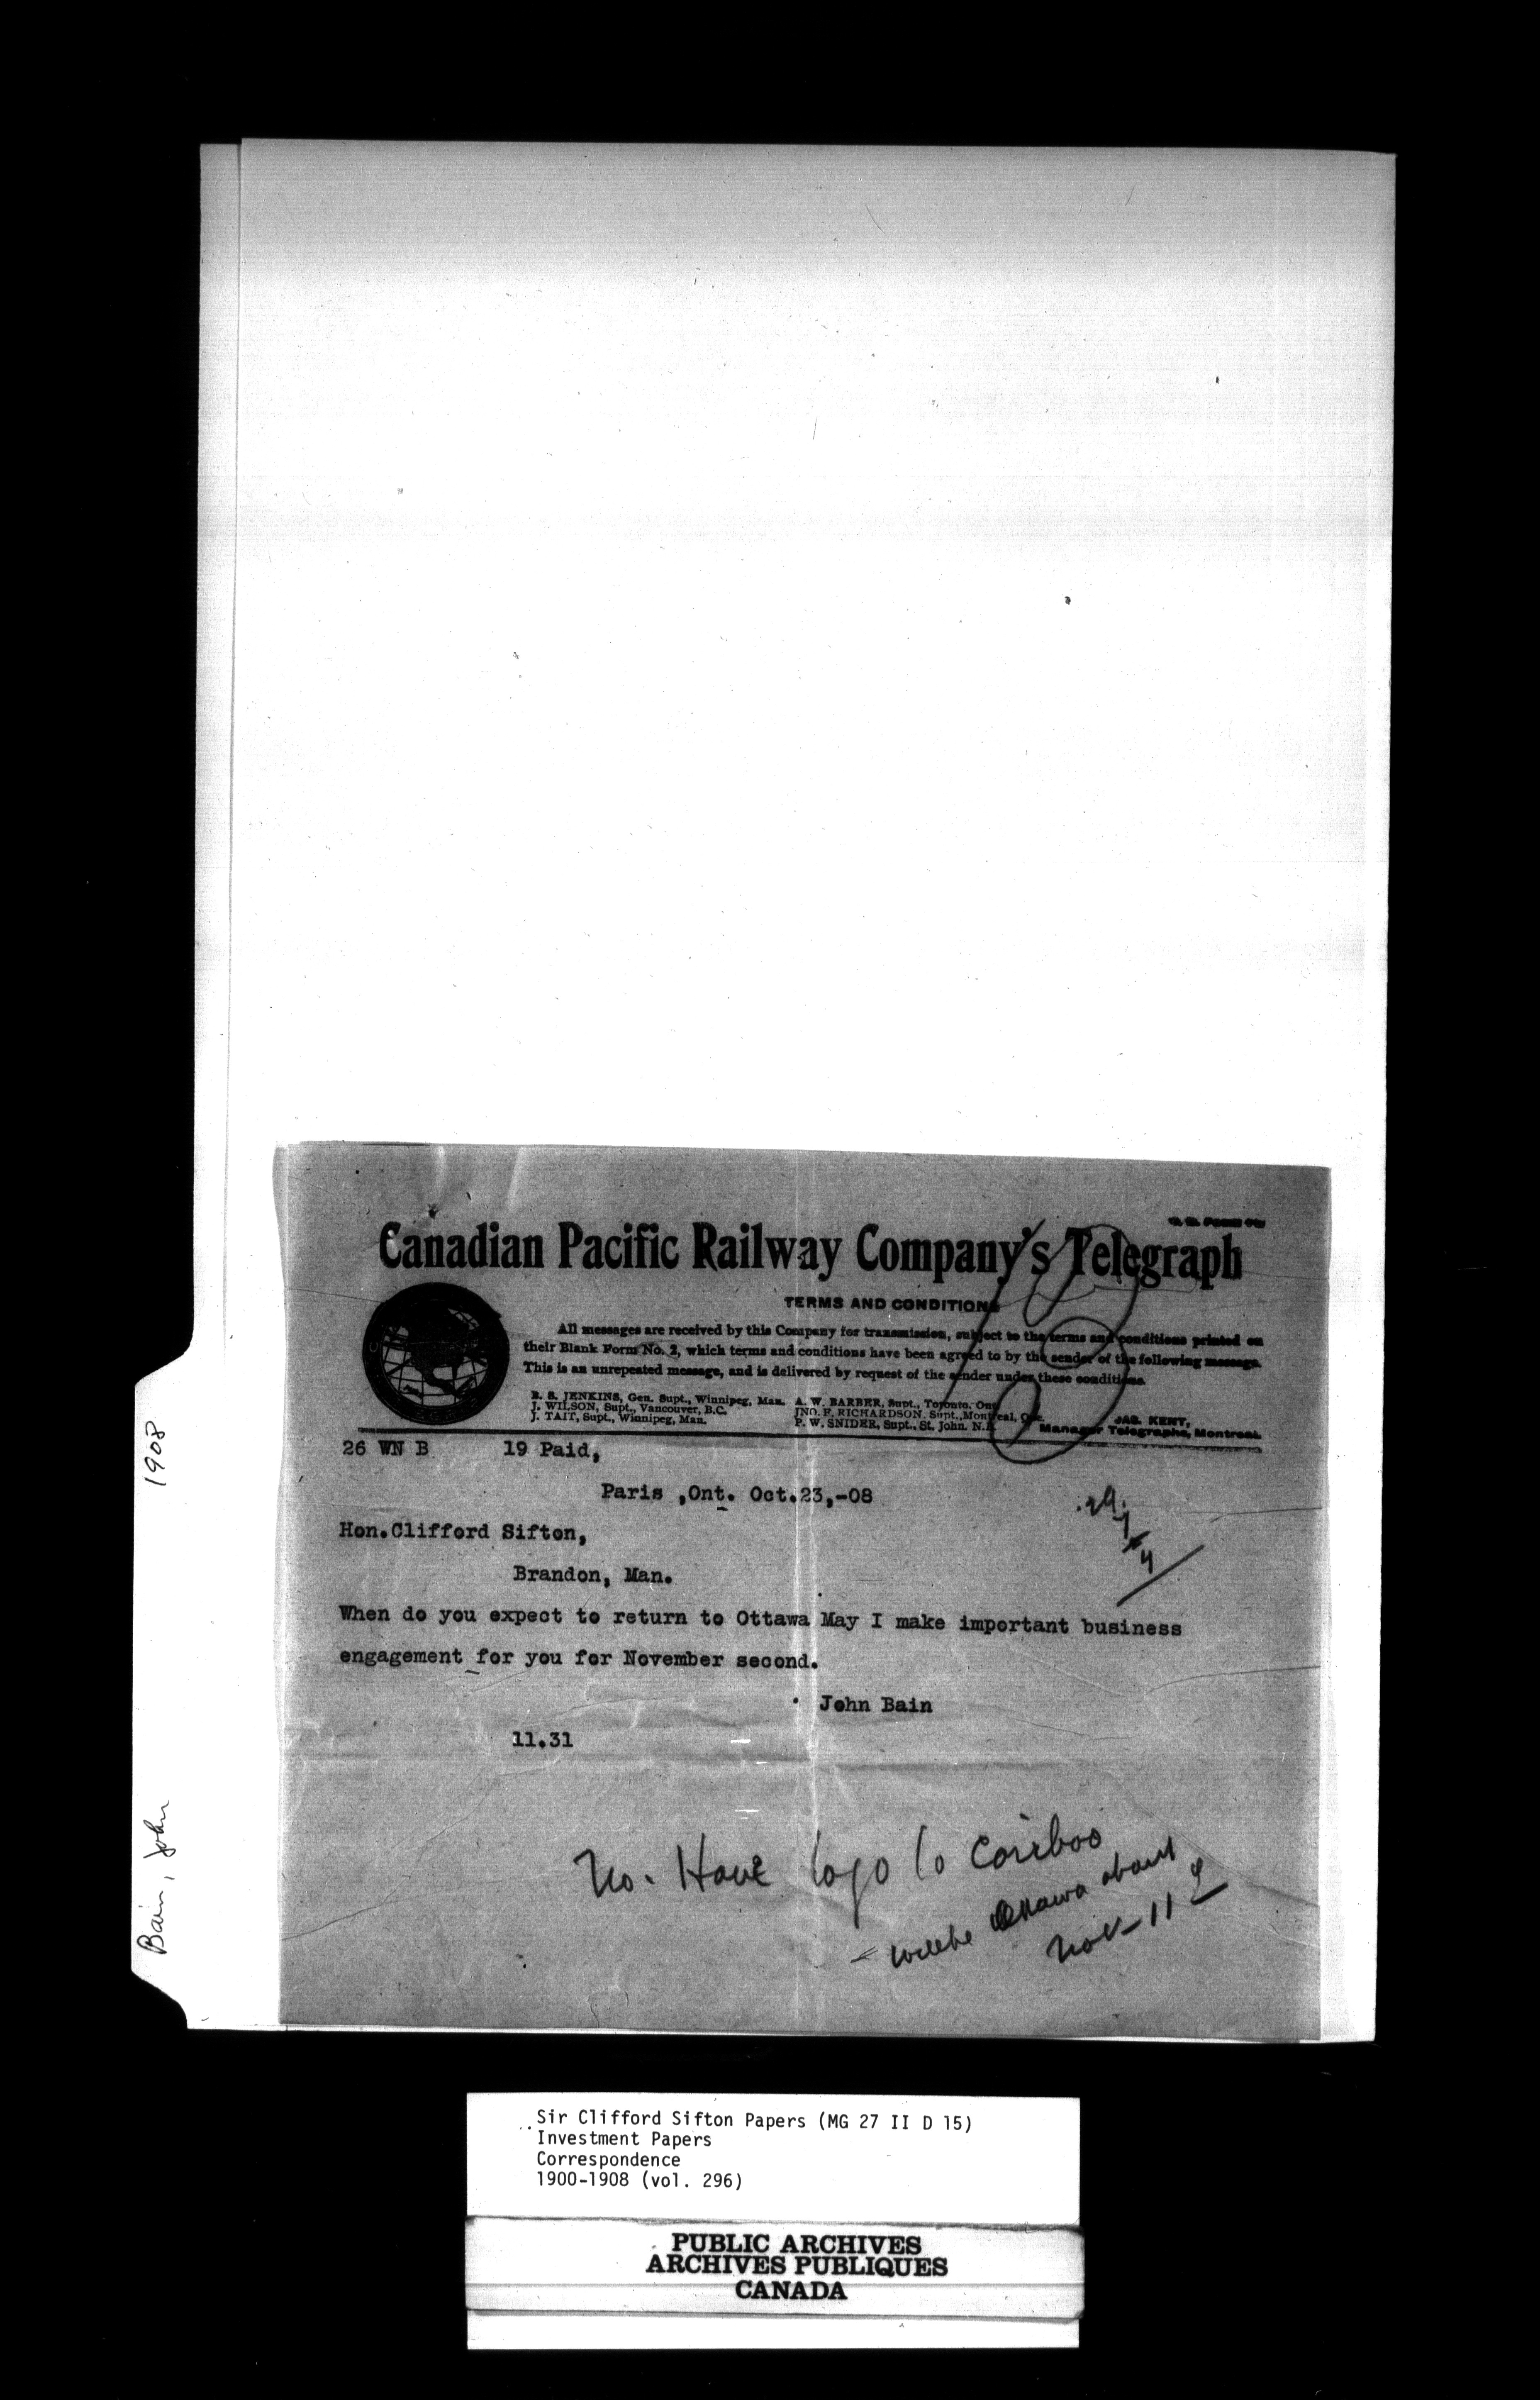 Canadian Pacific Railway Company's Telegraph
TERMS AND CONDITIONS
All messages are received by this Company for transmission, subject to the terms and conditions printed on
their Blank Form No. 2, which terms and conditions have been agreed to by the sender of the following message.
This is an unrepeated message, and is delivered by request of the sender under these conditions.
B. S. JENKINS, Gen. Supt., Winnipeg, Man. A. W. BARBER, Supt., Toronto, Ont.
J. WILSON, Supt., Vancouver, B.C. JNO. F. RICHARDSON, Supt., Montreal, Que.
J. TAIT, Supt., Winnipeg, Man. P. W. SNIDER, Supt., St. John. N.B.
JAS. KENT,
Manager Telegraphs, Montreal.
26 WN B 19 Paid,
Paris ,Ont. Oct.23,-08
Hon.Clifford Sifton,
Brandon, Man.
When do you expect to return to Ottawa May I make important business
engagement for you for November second.
John Bain
11.31
No. Have to go to Cariboo
- will be Ottawa about
Nov- 11
Bain, John 1908
Sir Clifford Sifton Papers (MG 27 II D 15)
Investment Papers
Correspondence
1900-1908 (vol. 296)
PUBLIC ARCHIVES
ARCHIVES PUBLIQUES
CANADA